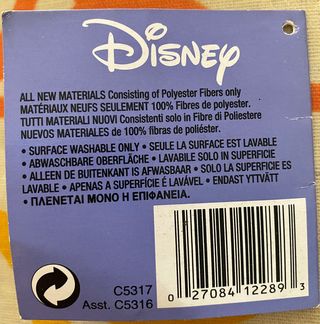 Disney
ALL NEW MATERIALS Consisting of Polyester Fibers only
MATÉRIAUX NEUFS SEULEMENT 100% Fibres de polyester.
TUTTI MATERIALI NUOVI Consistenti solo in Fibre di Poliestere
NUEVOS MATERIALES de 100% fibras de poliéster.
• SURFACE WASHABLE ONLY • SEULE LA SURFACE EST LAVABLE
• ABWASCHBARE OBERFLÄCHE • LAVABILE SOLO IN SUPERFICIE
• ALLEEN DE BUITENKANT IS AFWASBAAR • SOLO LA SUPERFICIE ES
LAVABLE • APENAS A SUPERFÍCIE É LAVÁVEL • ENDAST YTTVÄTT
• ΠΛΕΝΕΤΑΙ ΜΟΝΟ Η ΕΠΙΦΑΝΕΙΑ.
C5317
Asst. C5316
0 27084 12289 3